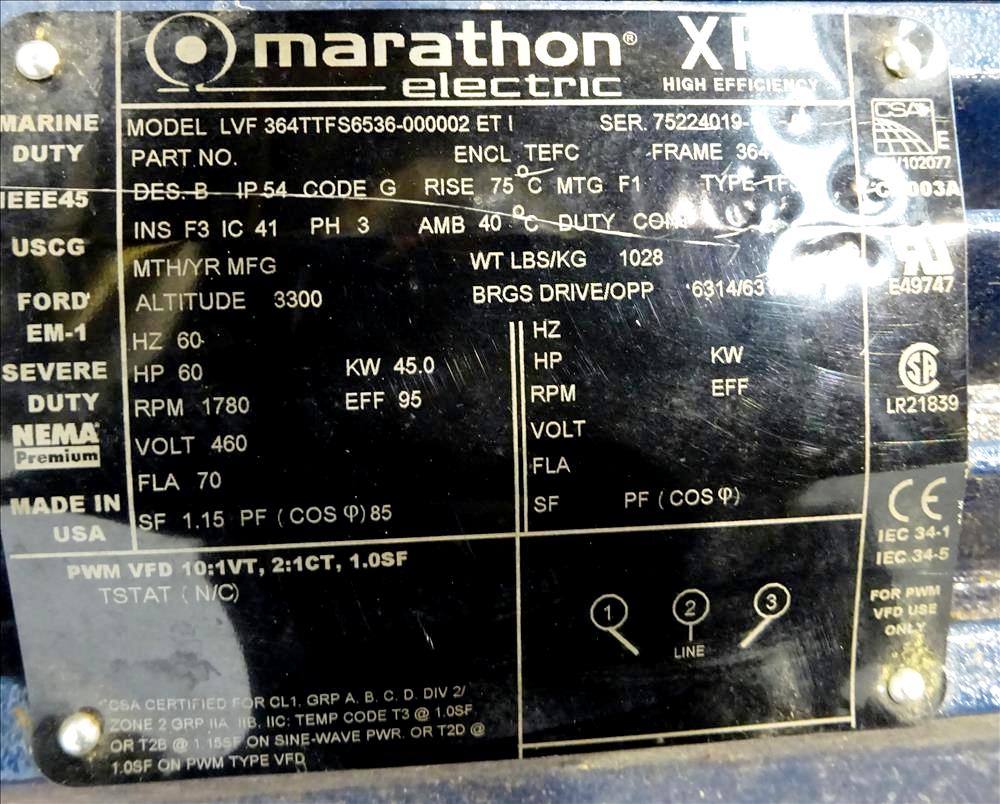 marathon®
electric
HIGH EFFICIENCY
MARINE
DUTY
IEEE45
USCG
FORD
EM-1
SEVERE
DUTY
NEMA
Premium
MADE IN
USA
MODEL LVF 364TTFS6536-000002 ET I SER. 75224019-
PART NO. ENCL TEFC FRAME 364
DES. B IP 54 CODE G RISE 75 °C MTG F1 TYPE
INS F3 IC 41 PH 3 AMB 40 °C DUTY
MTH/YR MFG WT LBS/KG 1028
ALTITUDE 3300 BRGS DRIVE/OPP 6314/
HZ 60
HP 60 KW 45.0
RPM 1780 EFF 95
VOLT 460
FLA 70
SF 1.15 PF (COS φ) 85
HZ
HP KW
RPM EFF
VOLT
FLA
SF PF (COS φ)
PWM VFD 10:1VT, 2:1CT, 1.0SF
TSTAT (N/C)
CSA CERTIFIED FOR CL1, GRP A, B, C, D, DIV 2/
ZONE 2 GRP IIA, IIB, IIC: TEMP CODE T3 @ 1.0SF
OR T2B @ 1.15SF ON SINE-WAVE PWR. OR T2D @
1.0SF ON PWM TYPE VFD
1 2 3
LINE
CSA
E
E49747
LR21839
CE
IEC 34-1
IEC 34-5
FOR PWM
VFD USE
ONLY